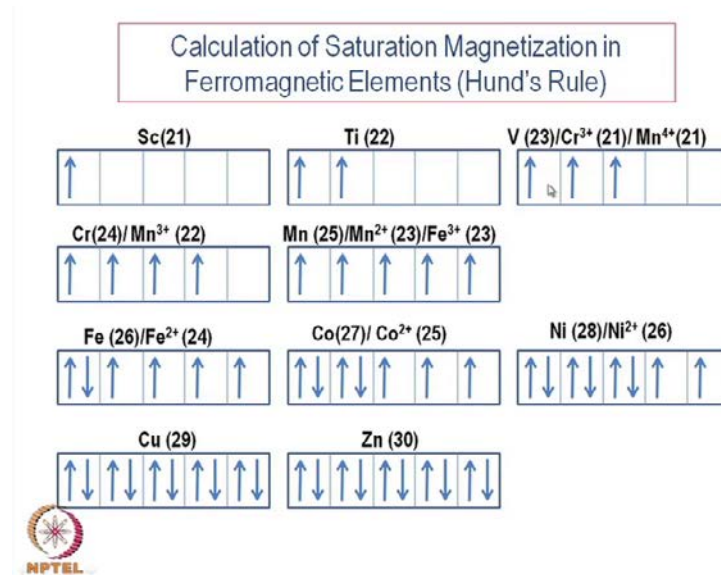 Calculation of Saturation Magnetization in
Ferromagnetic Elements (Hund's Rule)
Sc(21)
Ti (22)
V (23)/Cr³⁺ (21)/ Mn⁴⁺(21)
Cr(24)/ Mn³⁺ (22)
Mn (25)/Mn²⁺ (23)/Fe³⁺ (23)
Fe (26)/Fe²⁺ (24)
Co(27)/ Co²⁺ (25)
Ni (28)/Ni²⁺ (26)
Cu (29)
Zn (30)
NPTEL